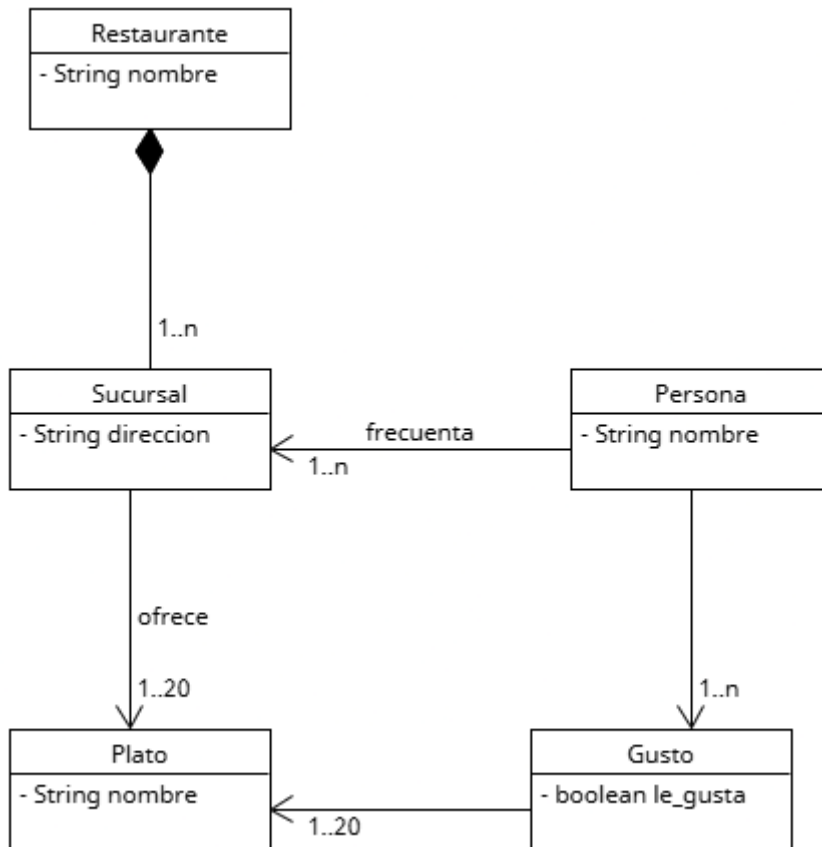 Restaurante
- String nombre
1..n
Sucursal
- String direccion
frecuenta
1..n
Persona
- String nombre
ofrece
1..20
1..n
Plato
- String nombre
1..20
Gusto
- boolean le_gusta